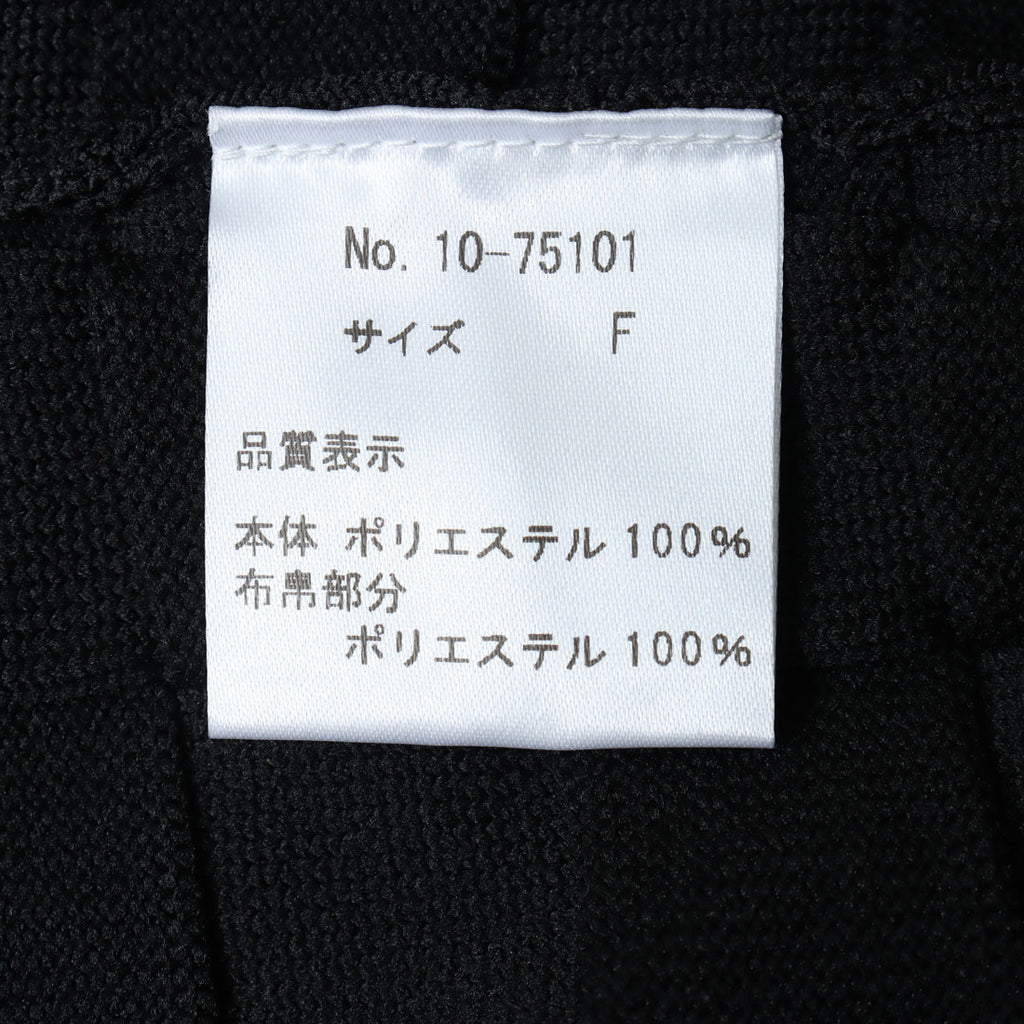 No. 10-75101
サイズ F
品質表示
本体 ポリエステル 100%
布帛部分
ポリエステル 100%